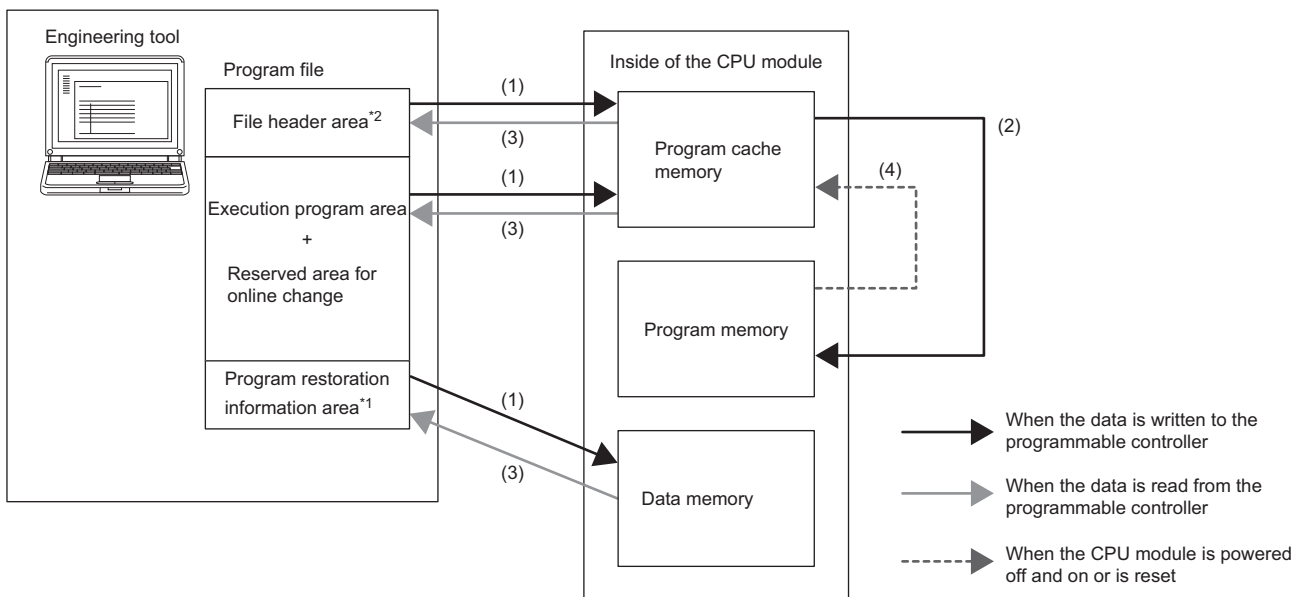 Engineering tool
Program file
File header area*2
Execution program area
+
Reserved area for
online change
Program restoration
information area*1
(1)
(3)
(1)
(3)
(1)
(3)
Inside of the CPU module
Program cache
memory
Program memory
Data memory
(4)
(2)
When the data is written to the
programmable controller
When the data is read from the
programmable controller
When the CPU module is powered
off and on or is reset